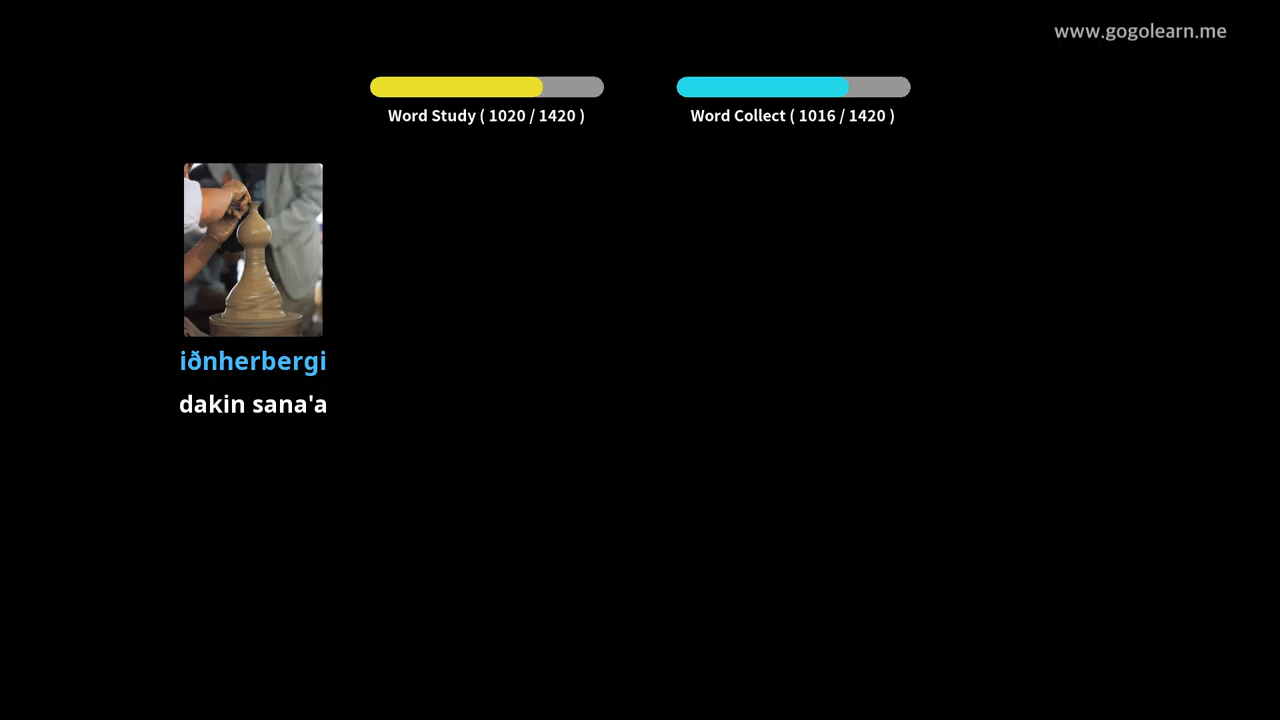 www.gogolearn.me
Word Study ( 1020 / 1420 )
Word Collect ( 1016 / 1420 )
iðnherbergi
dakin sana'a